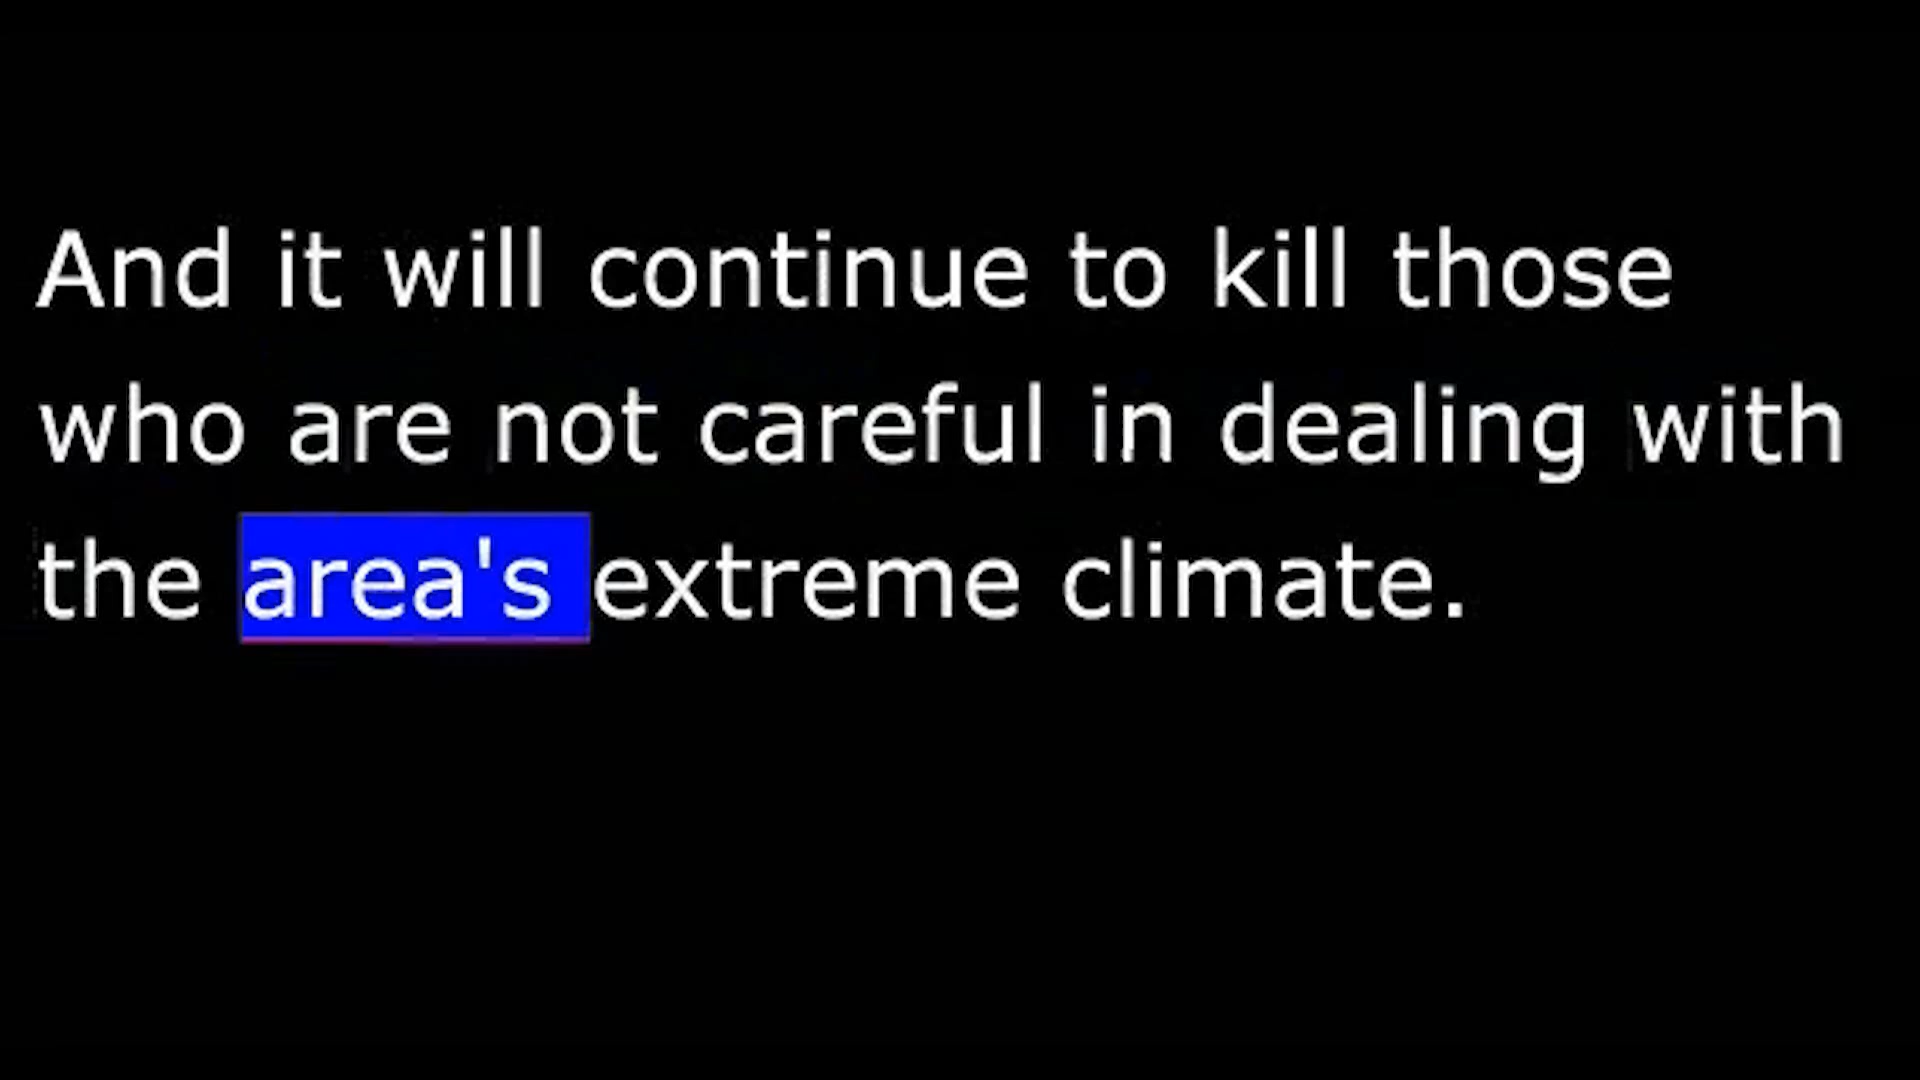 And it will continue to kill those
who are not careful in dealing with
the area's extreme climate.